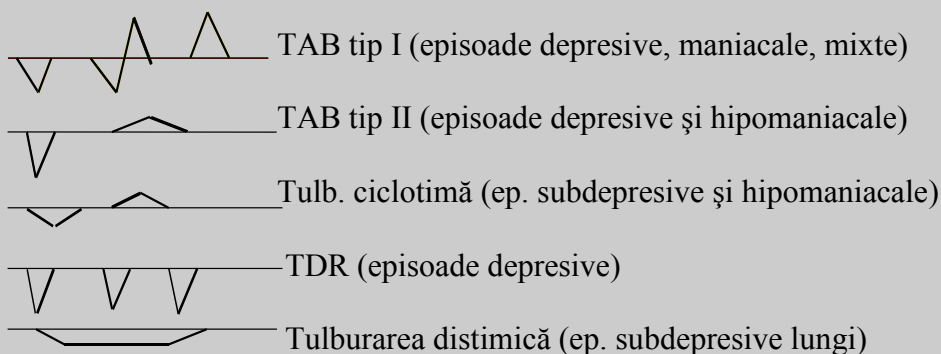 TAB tip I (episoade depresive, maniacale, mixte)
TAB tip II (episoade depresive şi hipomaniacale)
Tulb. ciclotimă (ep. subdepresive şi hipomaniacale)
TDR (episoade depresive)
Tulburarea distimică (ep. subdepresive lungi)